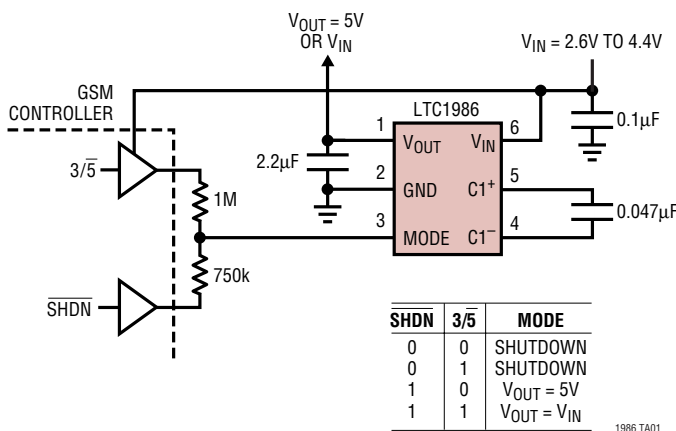 VOUT = 5V
OR VIN
VIN = 2.6V TO 4.4V
GSM
CONTROLLER
LTC1986
0.1µF
1
6
VOUT
VIN
3/5̅
2.2µF
2
5
GND
C1+
1M
0.047µF
3
4
MODE
C1–
750k
S̅H̅D̅N̅
S̅H̅D̅N̅ 3/5̅ MODE
0 0 SHUTDOWN
0 1 SHUTDOWN
1 0 VOUT = 5V
1 1 VOUT = VIN
1986 TA01